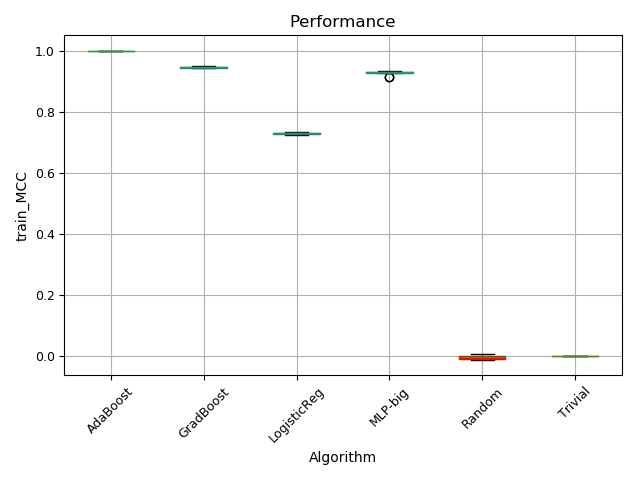 Performance
train_MCC
1.0
0.8
0.6
0.4
0.2
0.0
AdaBoost
GradBoost
LogisticReg
MLP-big
Random
Trivial
Algorithm